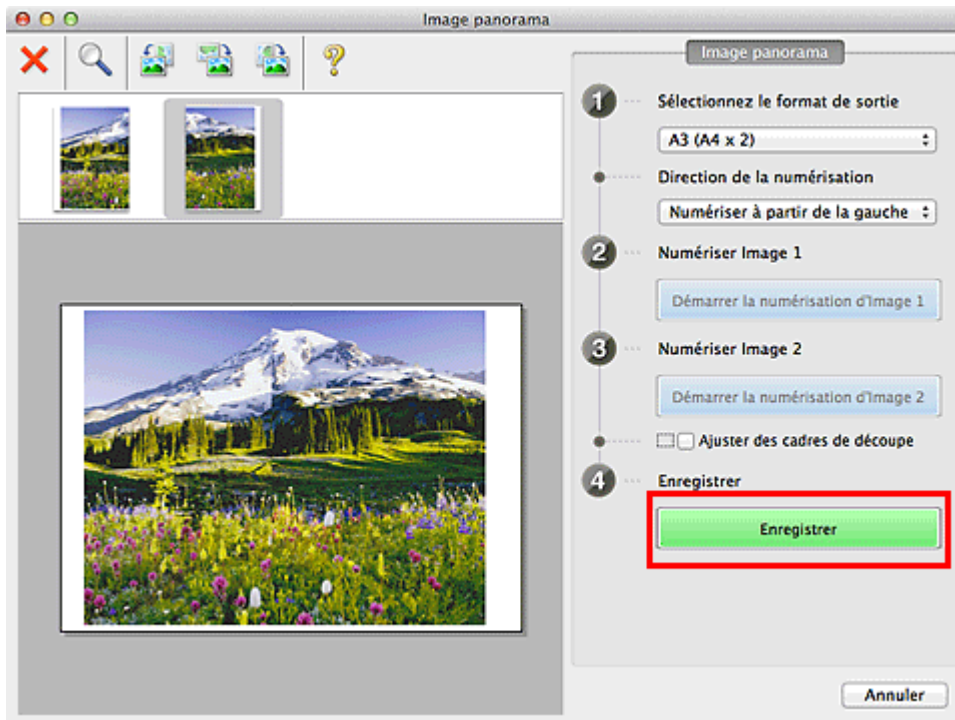 Image panorama
?
Image panorama
1
Sélectionnez le format de sortie
A3 (A4 x 2)
Direction de la numérisation
Numériser à partir de la gauche
2
Numériser Image 1
Démarrer la numérisation d'Image 1
3
Numériser Image 2
Démarrer la numérisation d'Image 2
Ajuster des cadres de découpe
4
Enregistrer
Enregistrer
Annuler